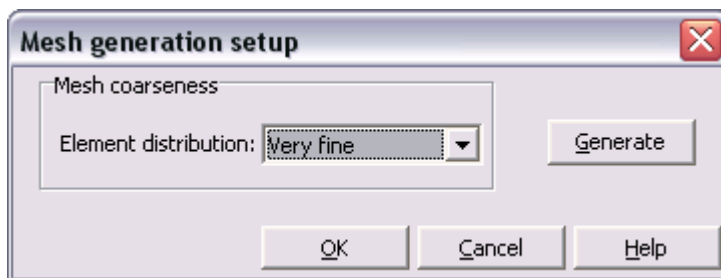 Mesh generation setup
Mesh coarseness
Element distribution: Very fine
Generate
OK Cancel Help